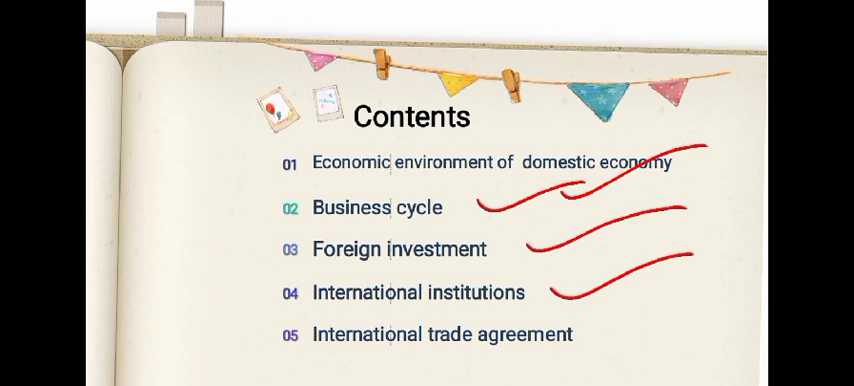 Contents
01 Economic environment of domestic economy
02 Business cycle
03 Foreign investment
04 International institutions
05 International trade agreement